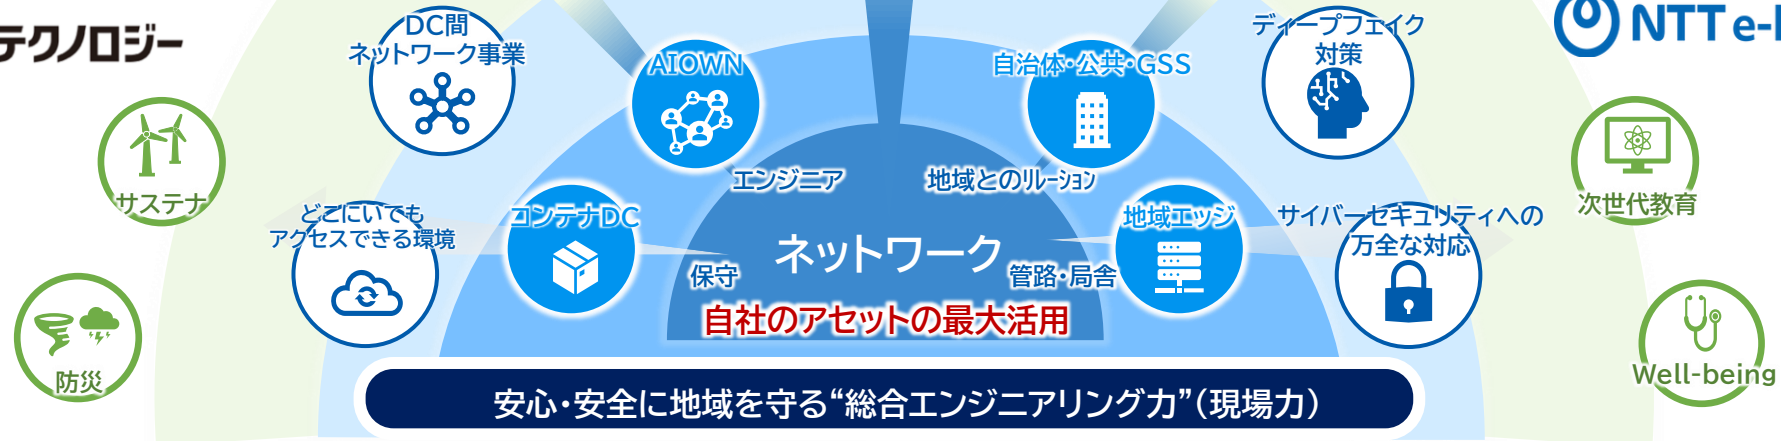 テクノロジー
DC間
ネットワーク事業
AIOWN
自治体・公共・GSS
ディープフェイク
対策
NTT e-
サステナ
エンジニア
地域とのリレーション
次世代教育
どこにいても
アクセスできる環境
コンテナDC
地域エッジ
サイバーセキュリティへの
万全な対応
ネットワーク
保守
管路・局舎
自社のアセットの最大活用
防災
Well-being
安心・安全に地域を守る“総合エンジニアリング力”（現場力）